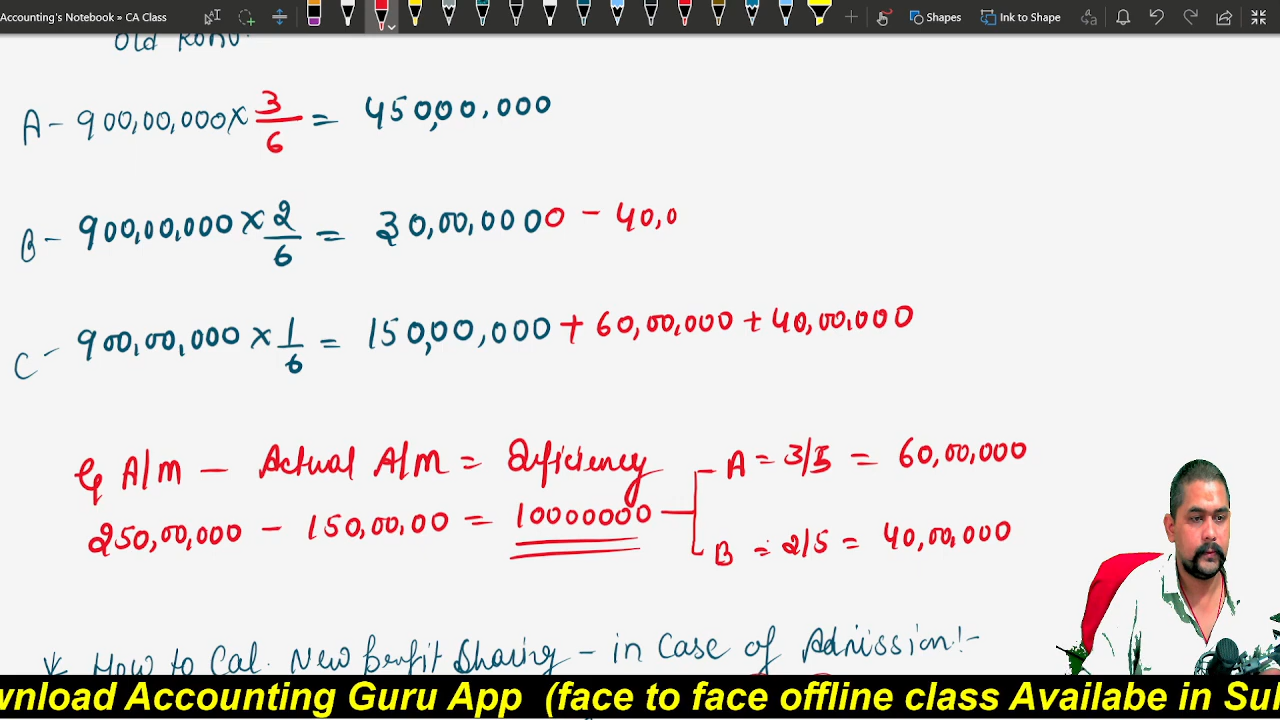 Accounting's Notebook » CA Class
Shapes
Ink to Shape
Old
A - 900,00,000 × 3/6 = 450,00,000
B - 900,00,000 × 2/6 = 30,00,0000 - 40,0
C - 900,00,000 × 1/6 = 150,00,000 + 60,00,000 + 40,00,000
A/m - Actual A/m = Deficiency
A = 3/5 = 60,00,000
250,00,000 - 150,00,00 = 10000000
B = 2/5 = 40,00,000
How to Cal. New Profit Sharing - in Case of Admission!-
wnload Accounting Guru App (face to face offline class Availabe in Sul